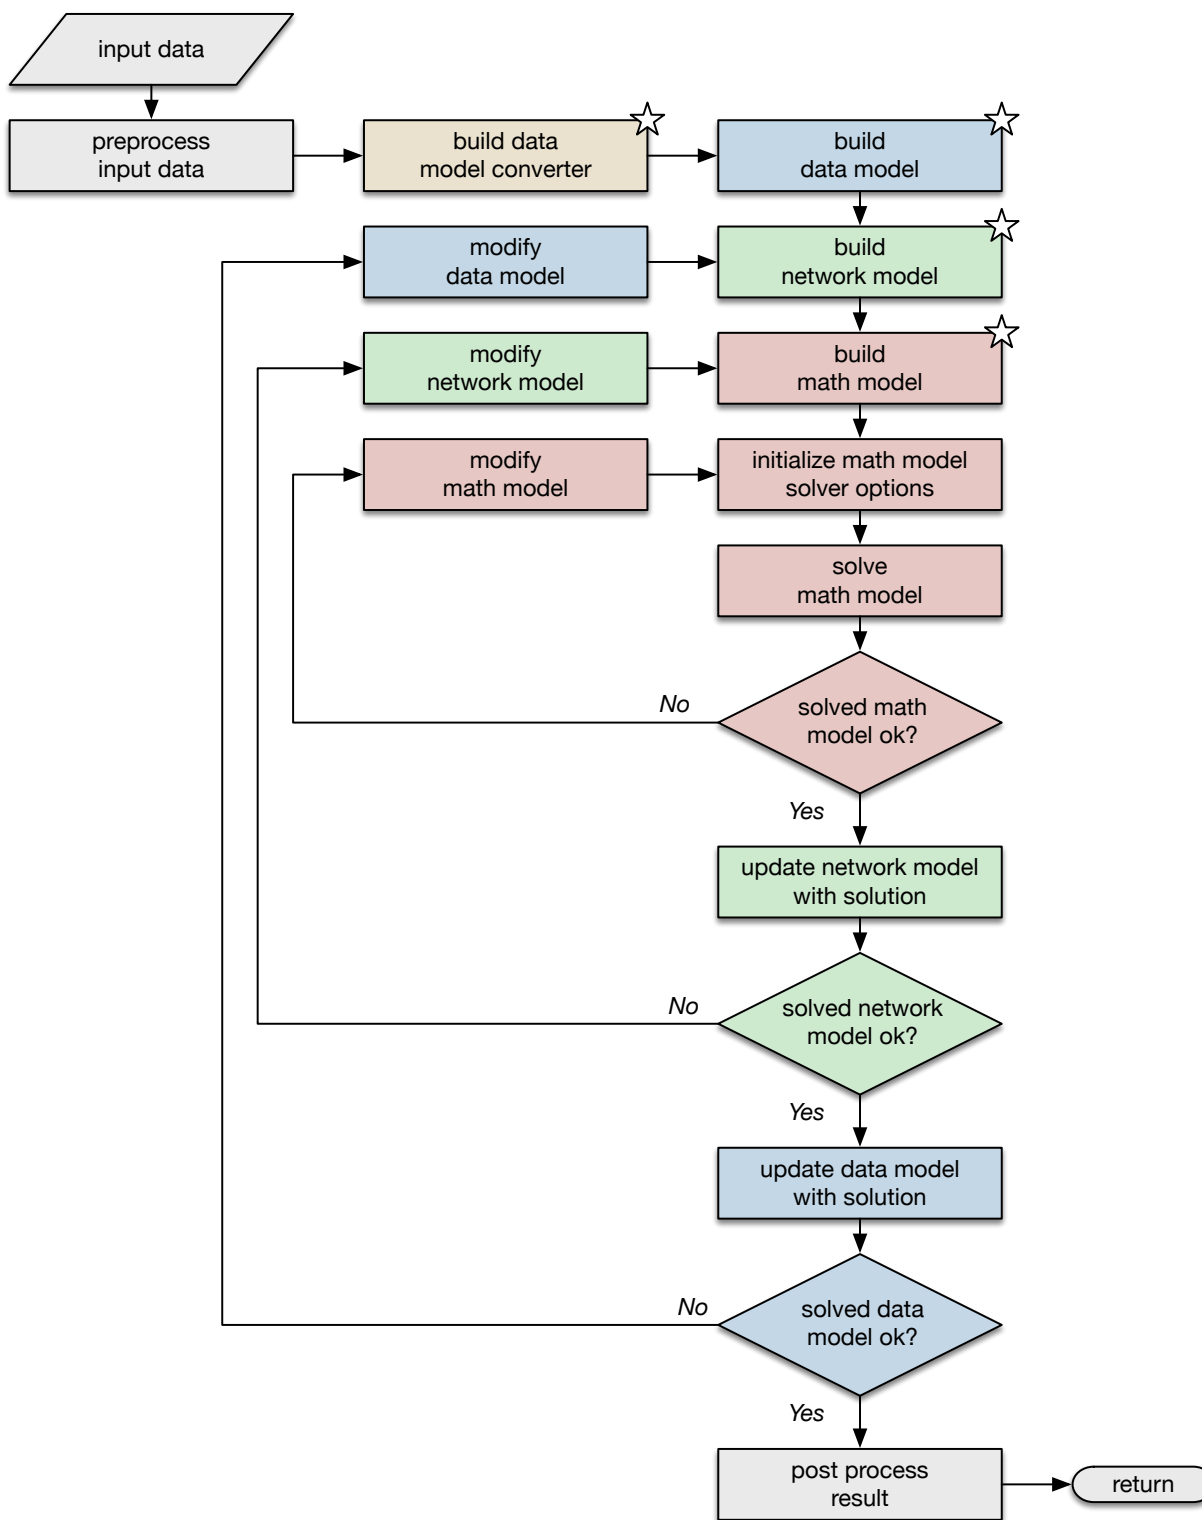 input data
preprocess
input data
build data
model converter
build
data model
modify
data model
build
network model
modify
network model
build
math model
modify
math model
initialize math model
solver options
solve
math model
No
solved math
model ok?
Yes
update network model
with solution
No
solved network
model ok?
Yes
update data model
with solution
No
solved data
model ok?
Yes
post process
result
return